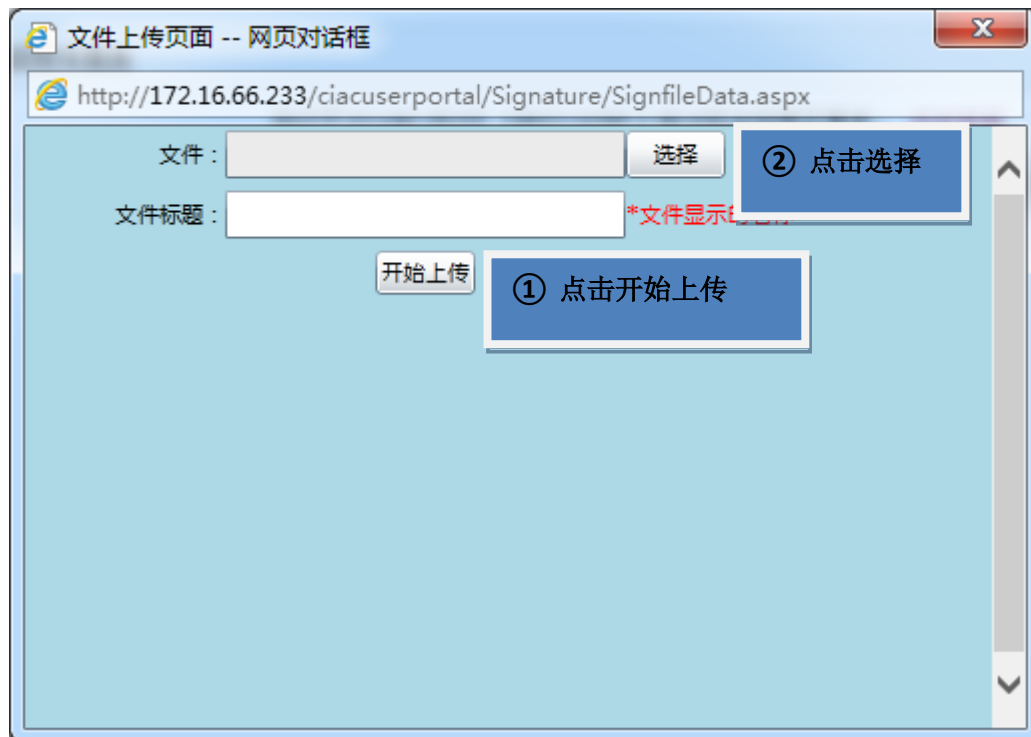 文件上传页面 -- 网页对话框
http://172.16.66.233/ciacuserportal/Signature/SignfileData.aspx
文件：
选择
② 点击选择
文件标题：
*文件显示的
开始上传
① 点击开始上传